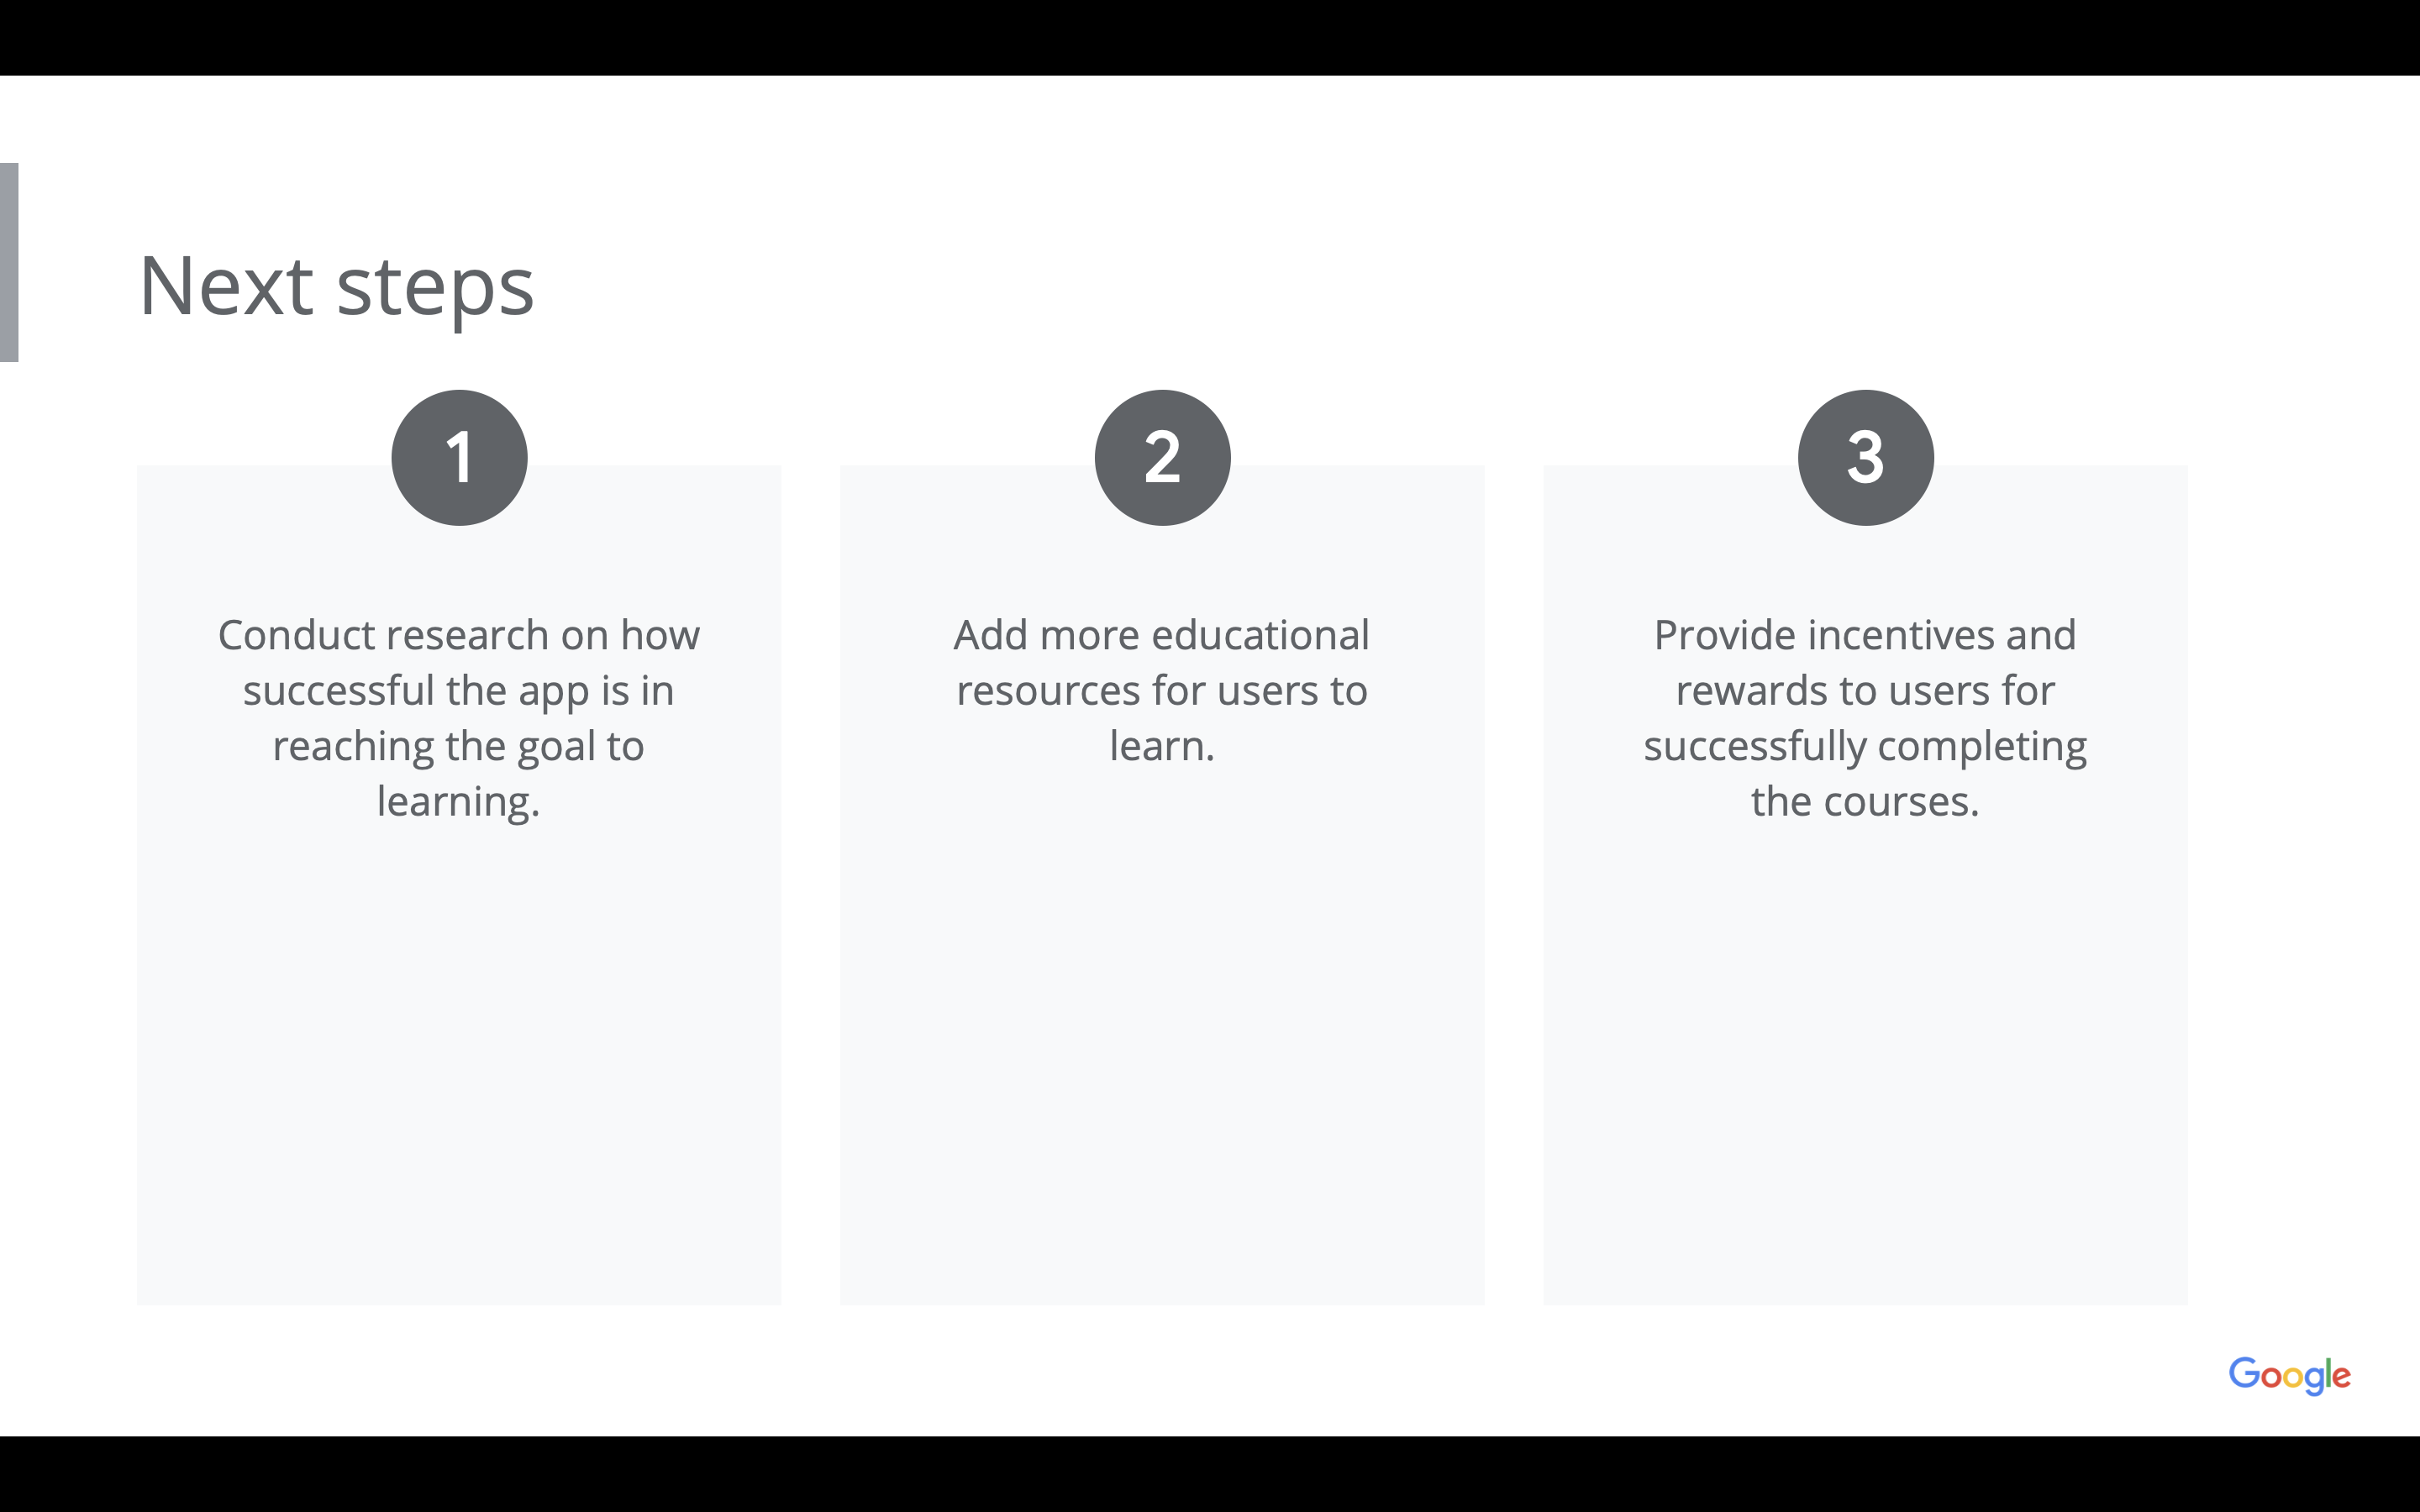 Next steps
1
Conduct research on how
successful the app is in
reaching the goal to
learning.
2
Add more educational
resources for users to
learn.
3
Provide incentives and
rewards to users for
successfully completing
the courses.
Google